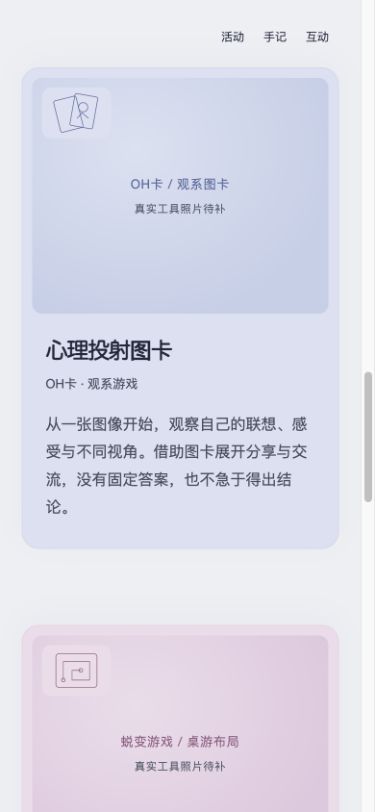 活动 手记 互动
OH卡 / 观系图卡
真实工具照片待补
心理投射图卡
OH卡 · 观系游戏
从一张图像开始，观察自己的联想、感
受与不同视角。借助图卡展开分享与交
流，没有固定答案，也不急于得出结
论。
蜕变游戏 / 桌游布局
真实工具照片待补